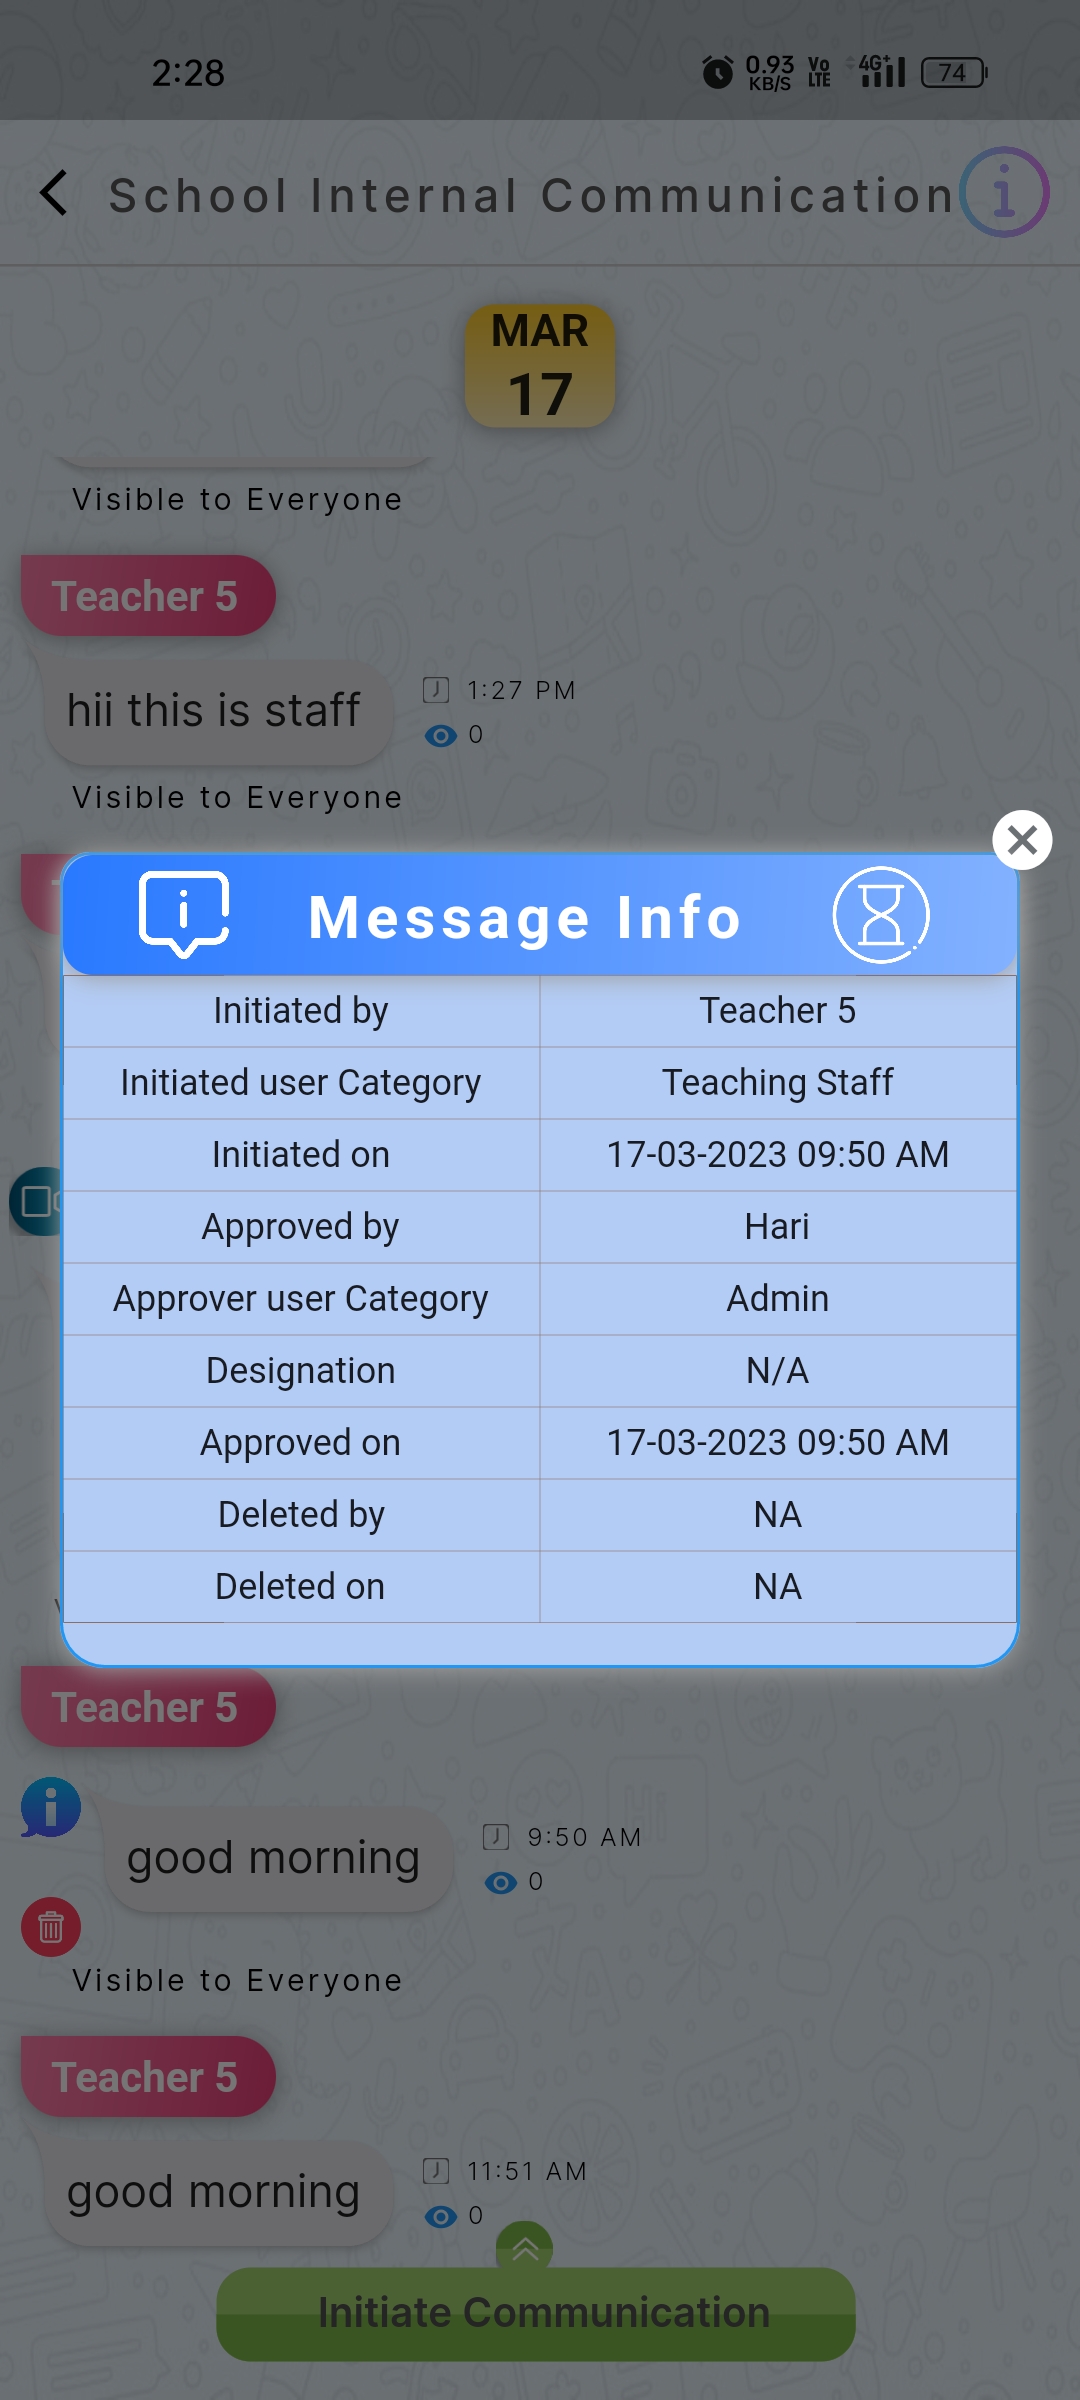 2:28
0.93
KB/S
Vo
LTE
4G+
74
School Internal Communication
MAR
17
Visible to Everyone
Teacher 5
hii this is staff
1:27 PM
0
Visible to Everyone
Message Info
Initiated by Teacher 5
Initiated user Category Teaching Staff
Initiated on 17-03-2023 09:50 AM
Approved by Hari
Approver user Category Admin
Designation N/A
Approved on 17-03-2023 09:50 AM
Deleted by NA
Deleted on NA
Teacher 5
good morning
9:50 AM
0
Visible to Everyone
Teacher 5
good morning
11:51 AM
0
Initiate Communication